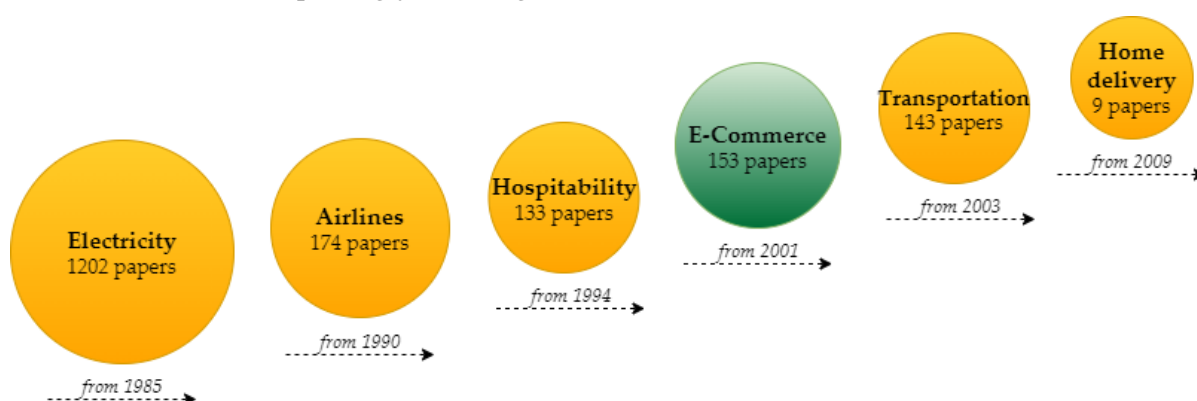 Electricity
1202 papers
from 1985
Airlines
174 papers
from 1990
Hospitability
133 papers
from 1994
E-Commerce
153 papers
from 2001
Transportation
143 papers
from 2003
Home
delivery
9 papers
from 2009